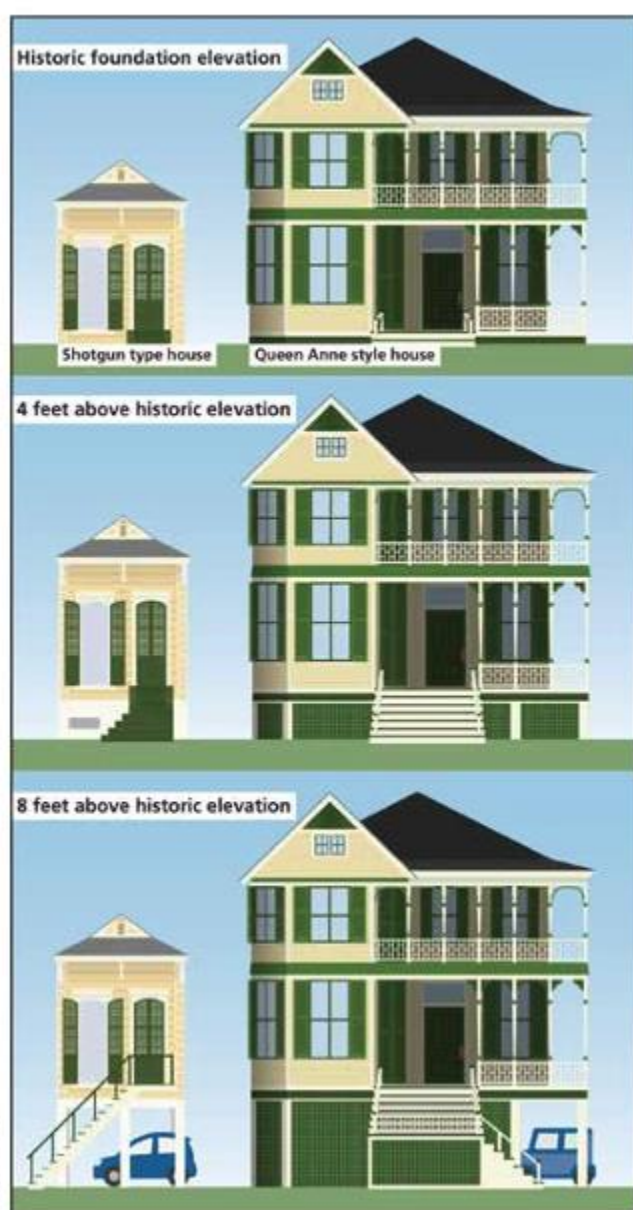 Historic foundation elevation
Shotgun type house
Queen Anne style house
4 feet above historic elevation
8 feet above historic elevation